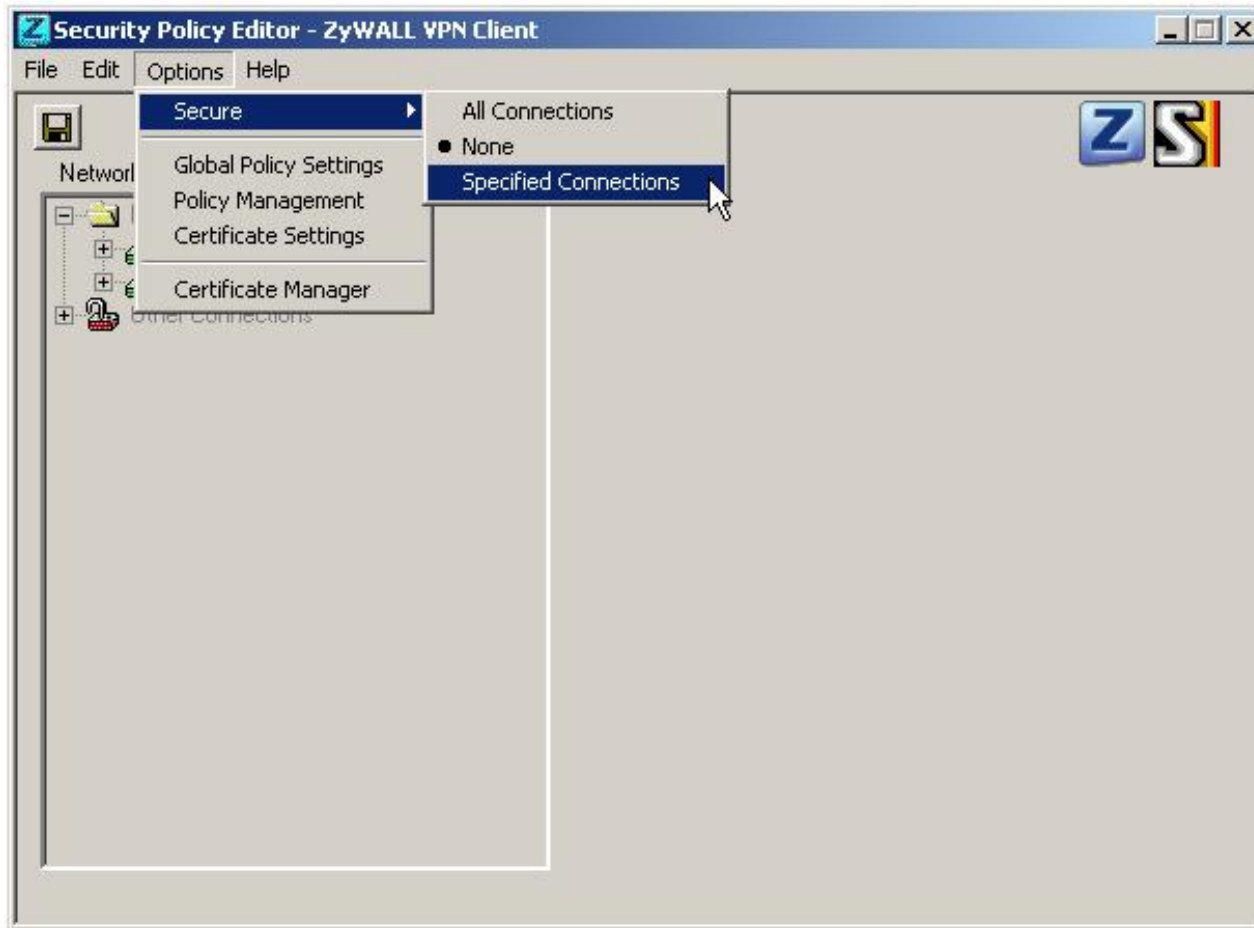 Security Policy Editor - ZyWALL VPN Client
File Edit Options Help
Secure
All Connections
None
Specified Connections
Global Policy Settings
Policy Management
Certificate Settings
Certificate Manager
Networ
Other Connections
Z S